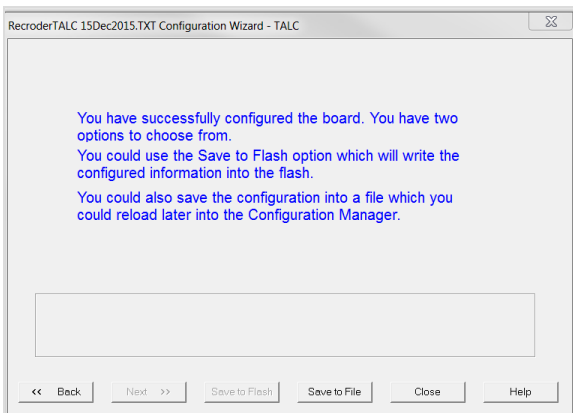 RecroderTALC 15Dec2015.TXT Configuration Wizard - TALC
You have successfully configured the board. You have two
options to choose from.
You could use the Save to Flash option which will write the
configured information into the flash.
You could also save the configuration into a file which you
could reload later into the Configuration Manager.
<< Back Next >> Save to Flash Save to File Close Help